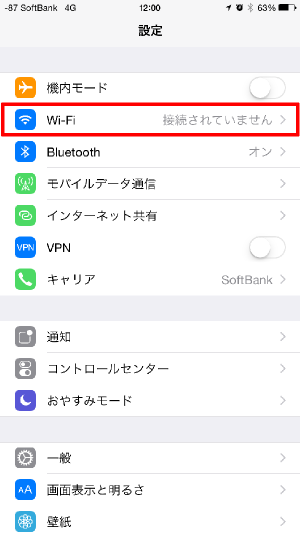 -87 SoftBank 4G 12:00 63%
設定
機内モード
Wi-Fi 接続されていません
Bluetooth オン
モバイルデータ通信
インターネット共有
VPN VPN
キャリア SoftBank
通知
コントロールセンター
おやすみモード
一般
AA 画面表示と明るさ
壁紙